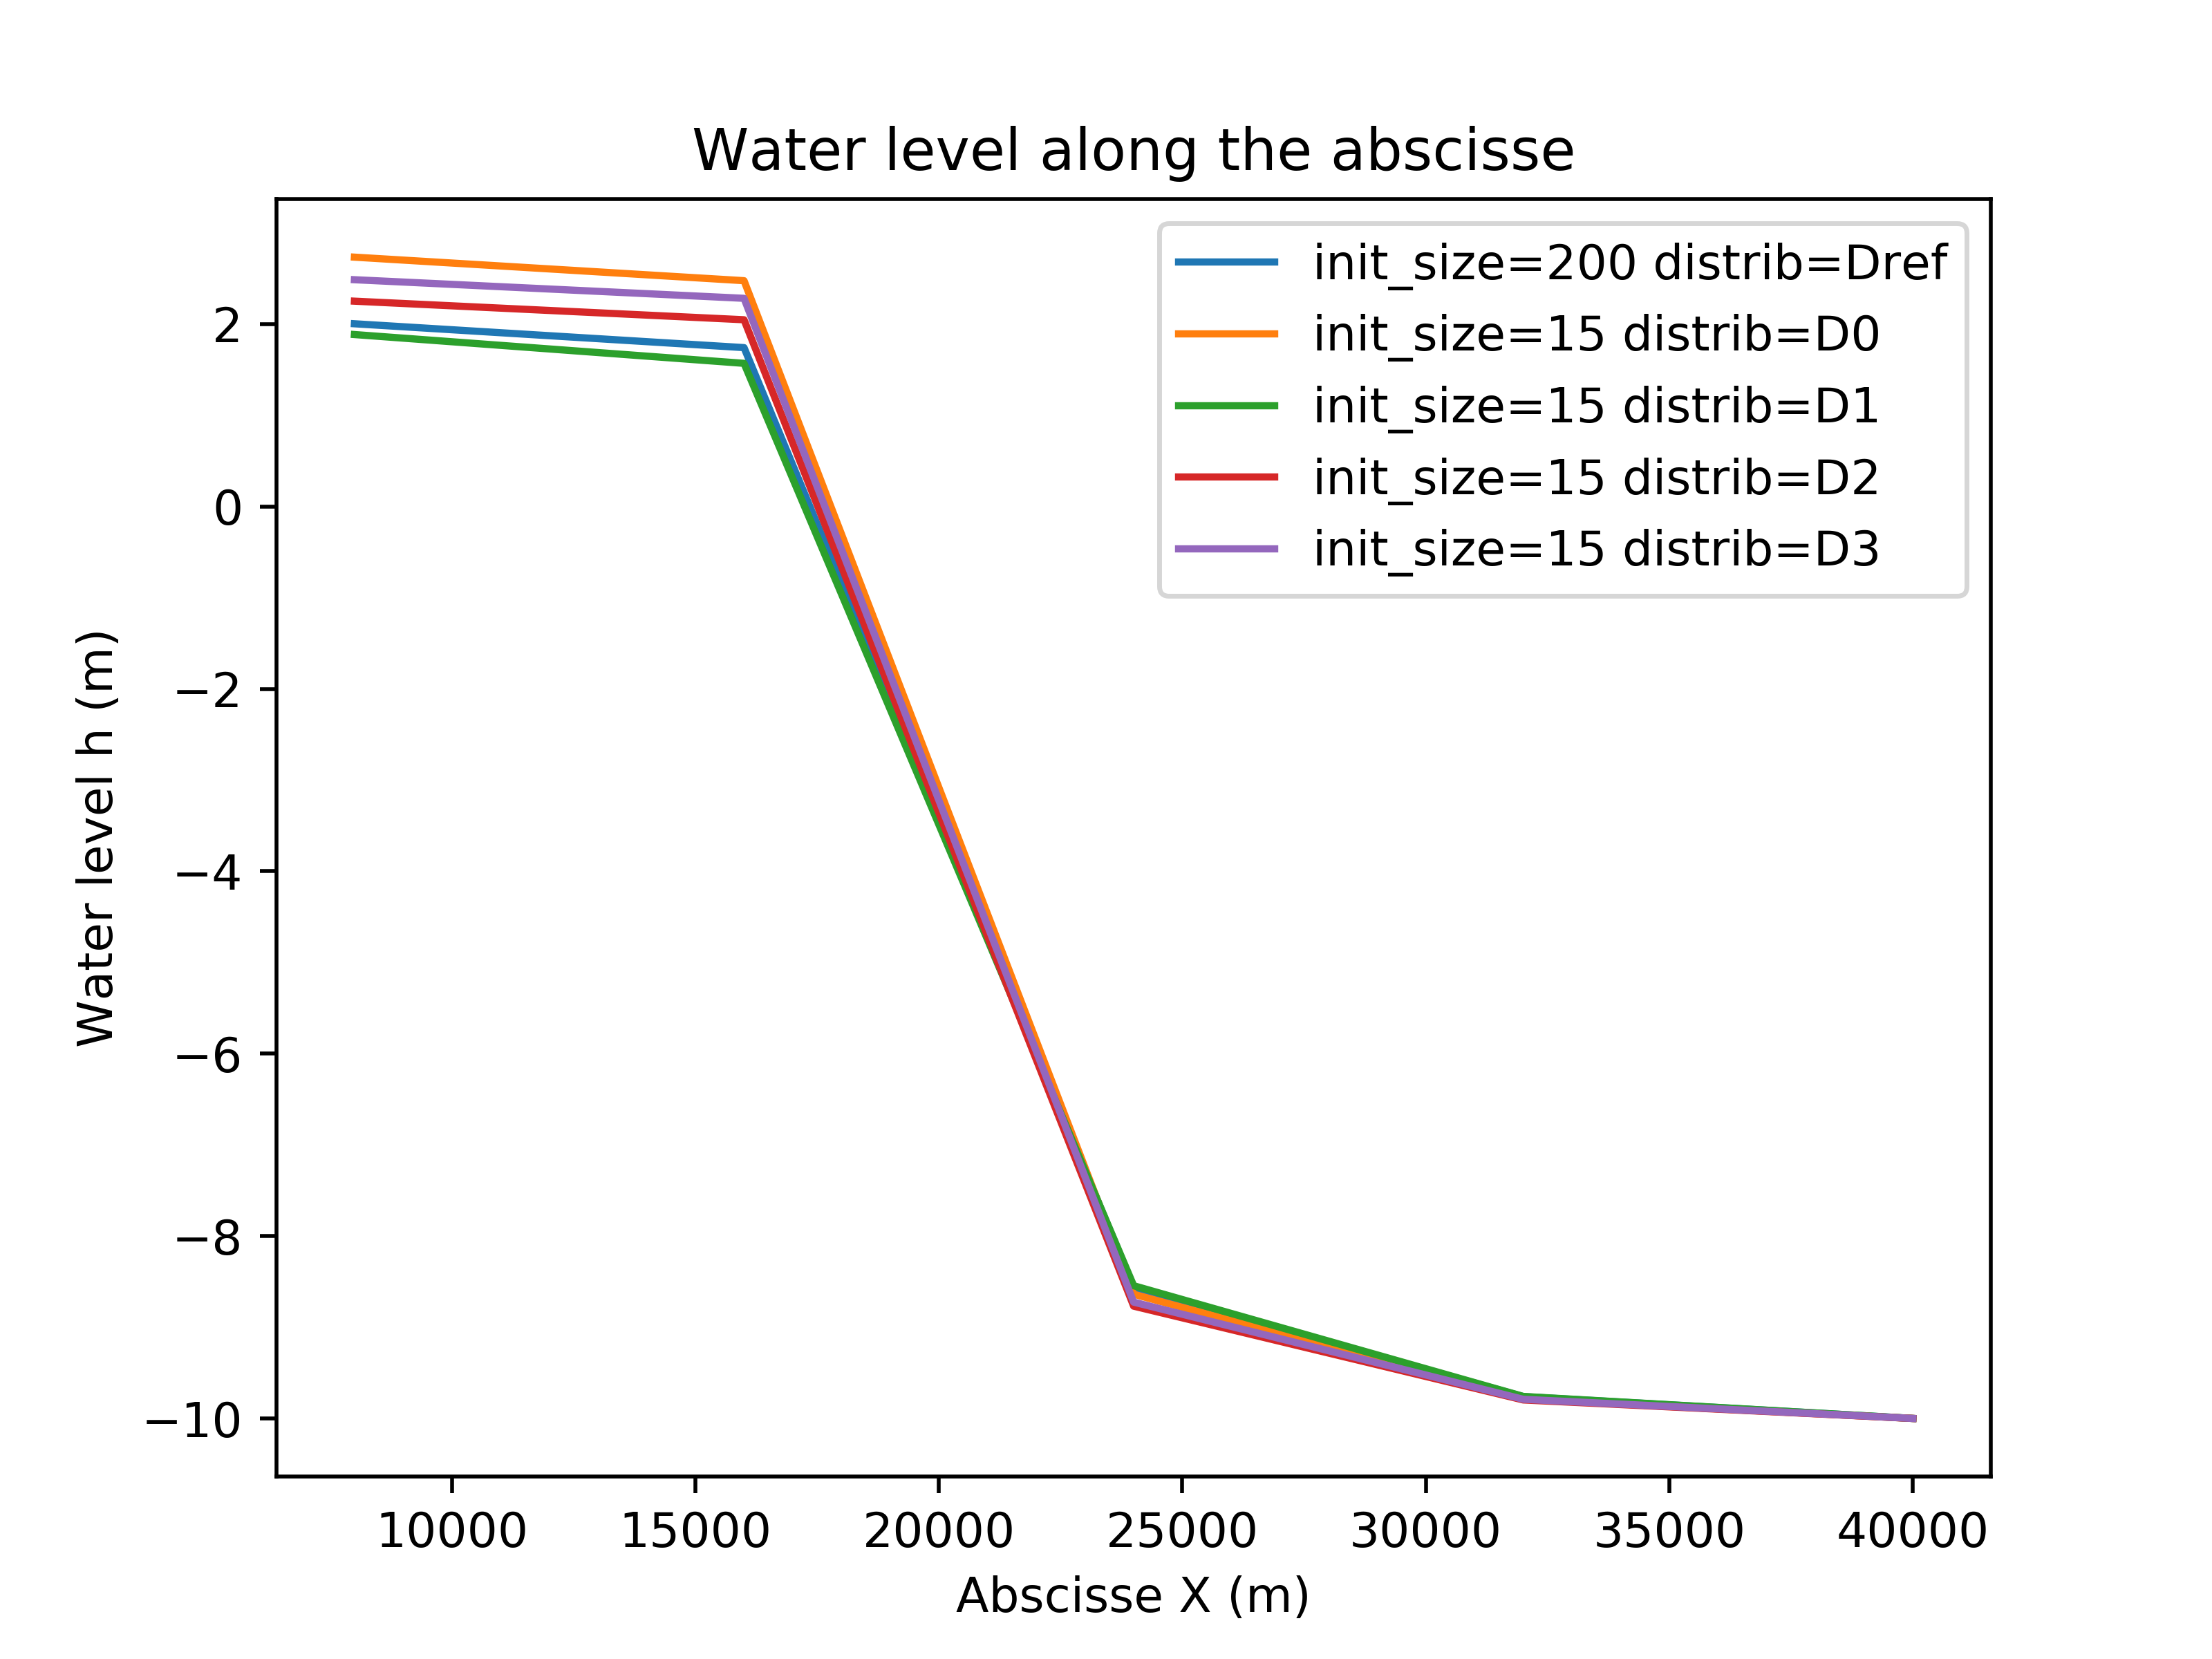 Water level along the abscisse
init_size=200 distrib=Dref
init_size=15 distrib=D0
init_size=15 distrib=D1
init_size=15 distrib=D2
init_size=15 distrib=D3
Water level h (m)
2
0
−2
−4
−6
−8
−10
10000 15000 20000 25000 30000 35000 40000
Abscisse X (m)